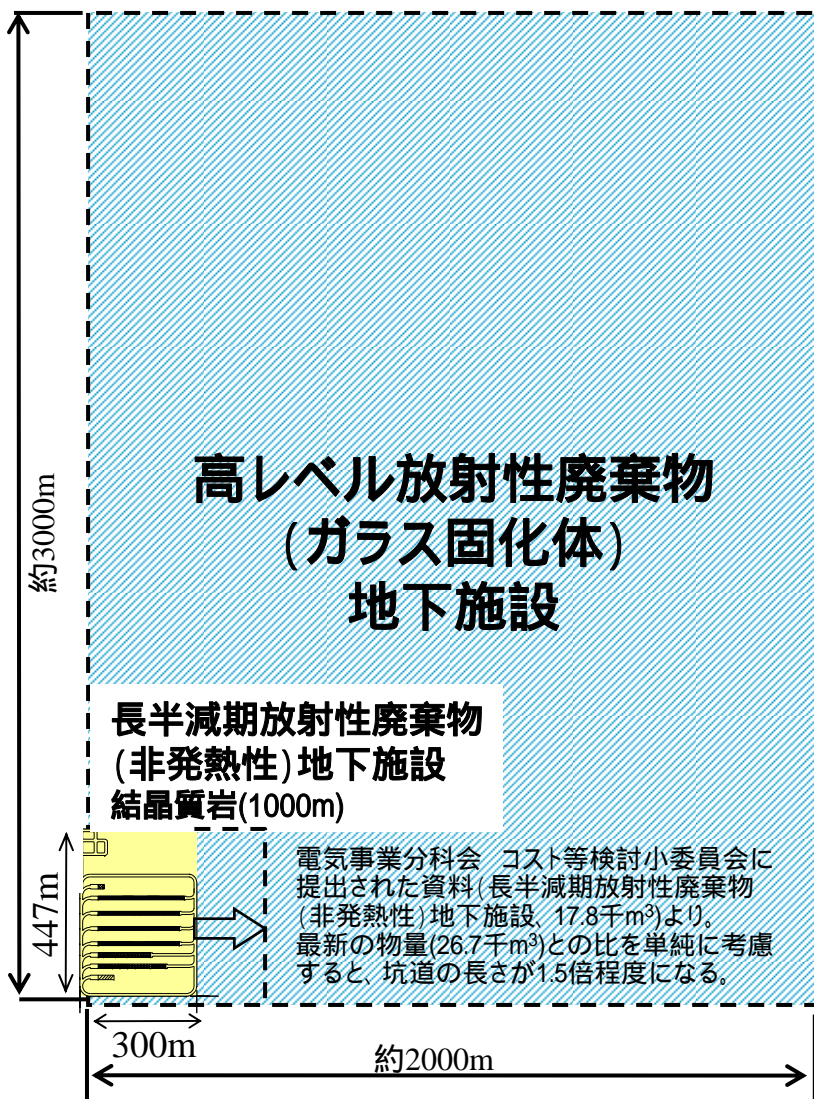 約3000m
高レベル放射性廃棄物
(ガラス固化体)
地下施設
長半減期放射性廃棄物
(非発熱性)地下施設
結晶質岩(1000m)
447m
電気事業分科会 コスト等検討小委員会に
提出された資料(長半減期放射性廃棄物
(非発熱性)地下施設、17.8千m³)より。
最新の物量(26.7千m³)との比を単純に考慮
すると、坑道の長さが1.5倍程度になる。
300m
約2000m